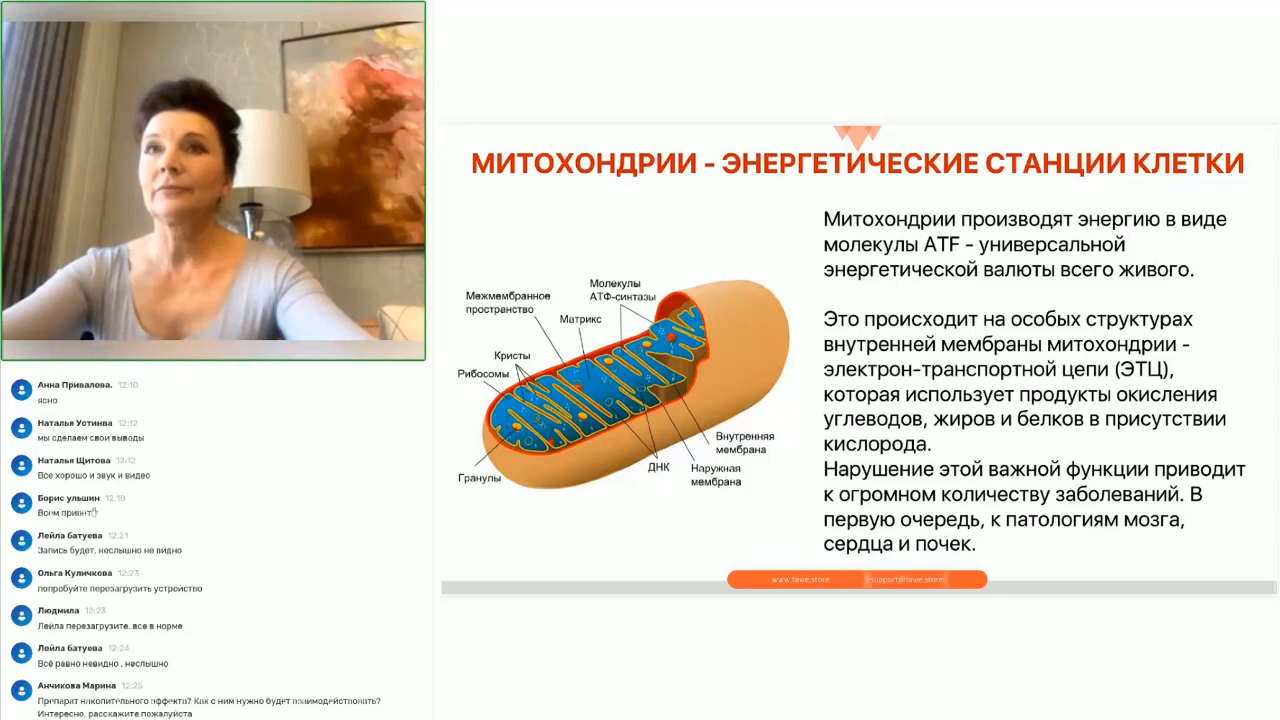 МИТОХОНДРИИ - ЭНЕРГЕТИЧЕСКИЕ СТАНЦИИ КЛЕТКИ
Митохондрии производят энергию в виде
молекулы ATF - универсальной
энергетической валюты всего живого.
Это происходит на особых структурах
внутренней мембраны митохондрии -
электрон-транспортной цепи (ЭТЦ),
которая использует продукты окисления
углеводов, жиров и белков в присутствии
кислорода.
Нарушение этой важной функции приводит
к огромном количеству заболеваний. В
первую очередь, к патологиям мозга,
сердца и почек.
Молекулы
АТФ-синтазы
Межмембранное
пространство
Матрикс
Кристы
Рибосомы
Гранулы
ДНК
Наружная
мембрана
Внутренняя
мембрана
www.favie.store
support@favie.store
Анна Привалова. 12:10
ясно
Наталья Устинва 12:12
мы сделаем свои выводы
Наталья Щитова 12:12
Все хорошо и звук и видео
Борис ульшин 12:18
Всем привет
Лейла батуева 12:21
Запись будет, неслышно не видно
Ольга Куличкова 12:23
попробуйте перезагрузить устройство
Людмила 12:23
Лейла перезагрузите. все в норме
Лейла батуева 12:24
Всё равно невидно , неслышно
Анчикова Марина 12:25
Препарат накопительного эффекта? Как с ним нужно будет взаимодействовать?
Интересно, расскажите пожалуйста